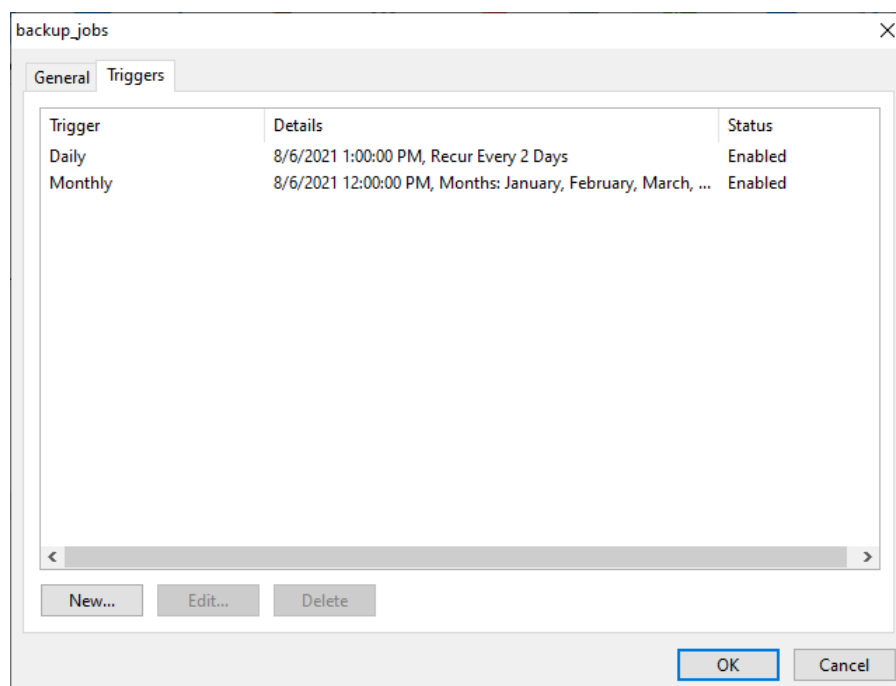 backup_jobs
General Triggers
Trigger Details Status
Daily 8/6/2021 1:00:00 PM, Recur Every 2 Days Enabled
Monthly 8/6/2021 12:00:00 PM, Months: January, February, March, ... Enabled
New... Edit... Delete
OK Cancel